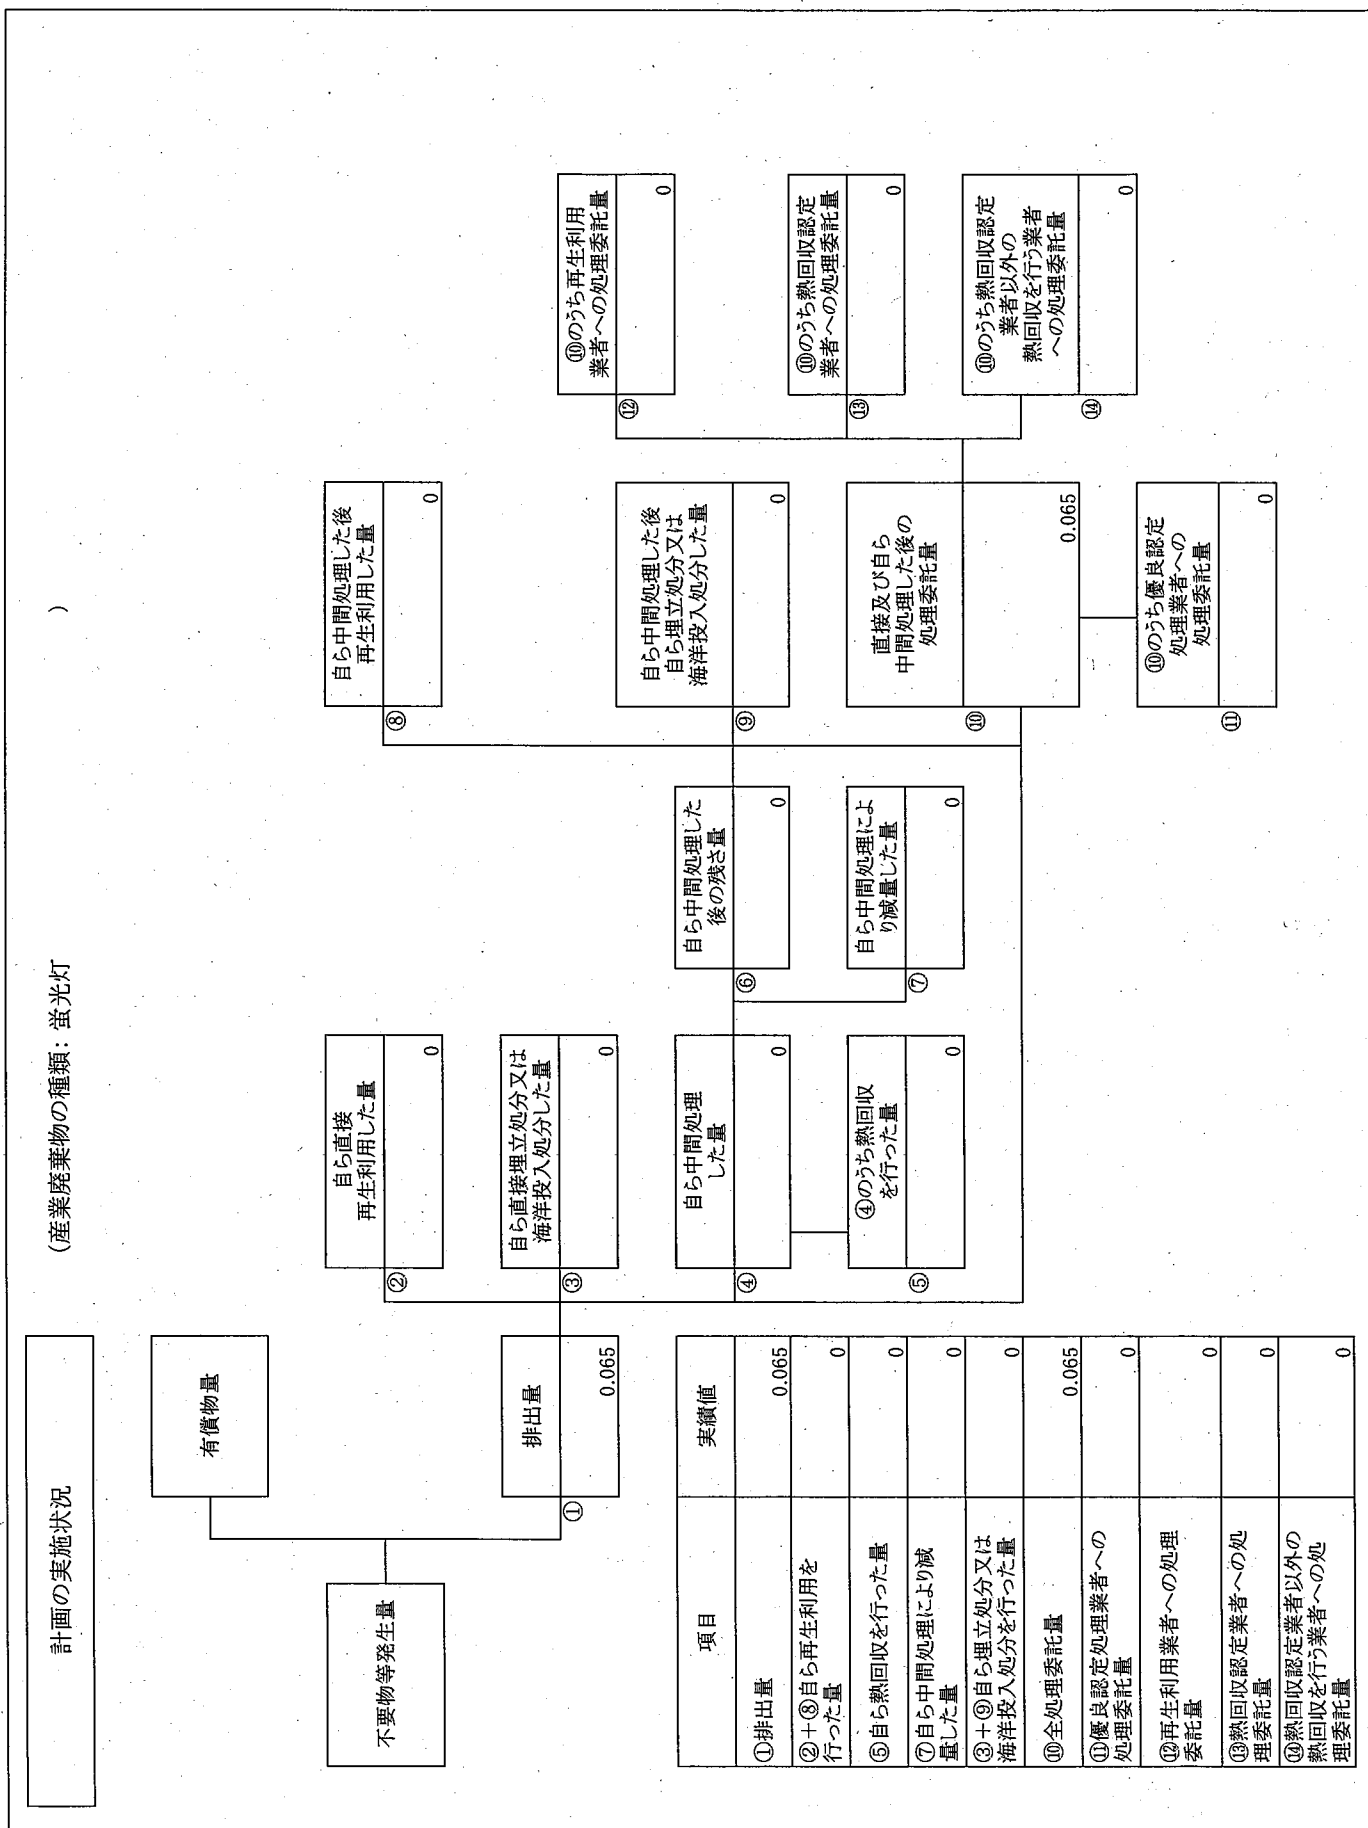 計画の実施状況
(産業廃棄物の種類：蛍光灯
)
不要物等発生量
有償物量
排出量
①
0.065
自ら直接
再生利用した量
②
0
自ら直接埋立処分又は
海洋投入処分した量
③
0
自ら中間処理
した量
④
0
④のうち熱回収
を行った量
⑤
0
自ら中間処理した
後の残さ量
⑥
0
自ら中間処理によ
り減量した量
⑦
0
自ら中間処理した後
再生利用した量
⑧
0
自ら中間処理した後
自ら埋立処分又は
海洋投入処分した量
⑨
0
直接及び自ら
中間処理した後の
処理委託量
⑩
0.065
⑩のうち優良認定
処理業者への
処理委託量
⑪
0
⑩のうち再生利用
業者への処理委託量
⑫
0
⑩のうち熱回収認定
業者への処理委託量
⑬
0
⑩のうち熱回収認定
業者以外の
熱回収を行う業者
への処理委託量
⑭
0
項目 実績値
①排出量 0.065
②+⑧自ら再生利用を
行った量 0
⑤自ら熱回収を行った量 0
⑦自ら中間処理により減
量した量 0
③+⑨自ら埋立処分又は
海洋投入処分を行った量 0
⑩全処理委託量 0.065
⑪優良認定処理業者への
処理委託量 0
⑫再生利用業者への処理
委託量 0
⑬熱回収認定業者への処
理委託量 0
⑭熱回収認定業者以外の
熱回収を行う業者への処
理委託量 0